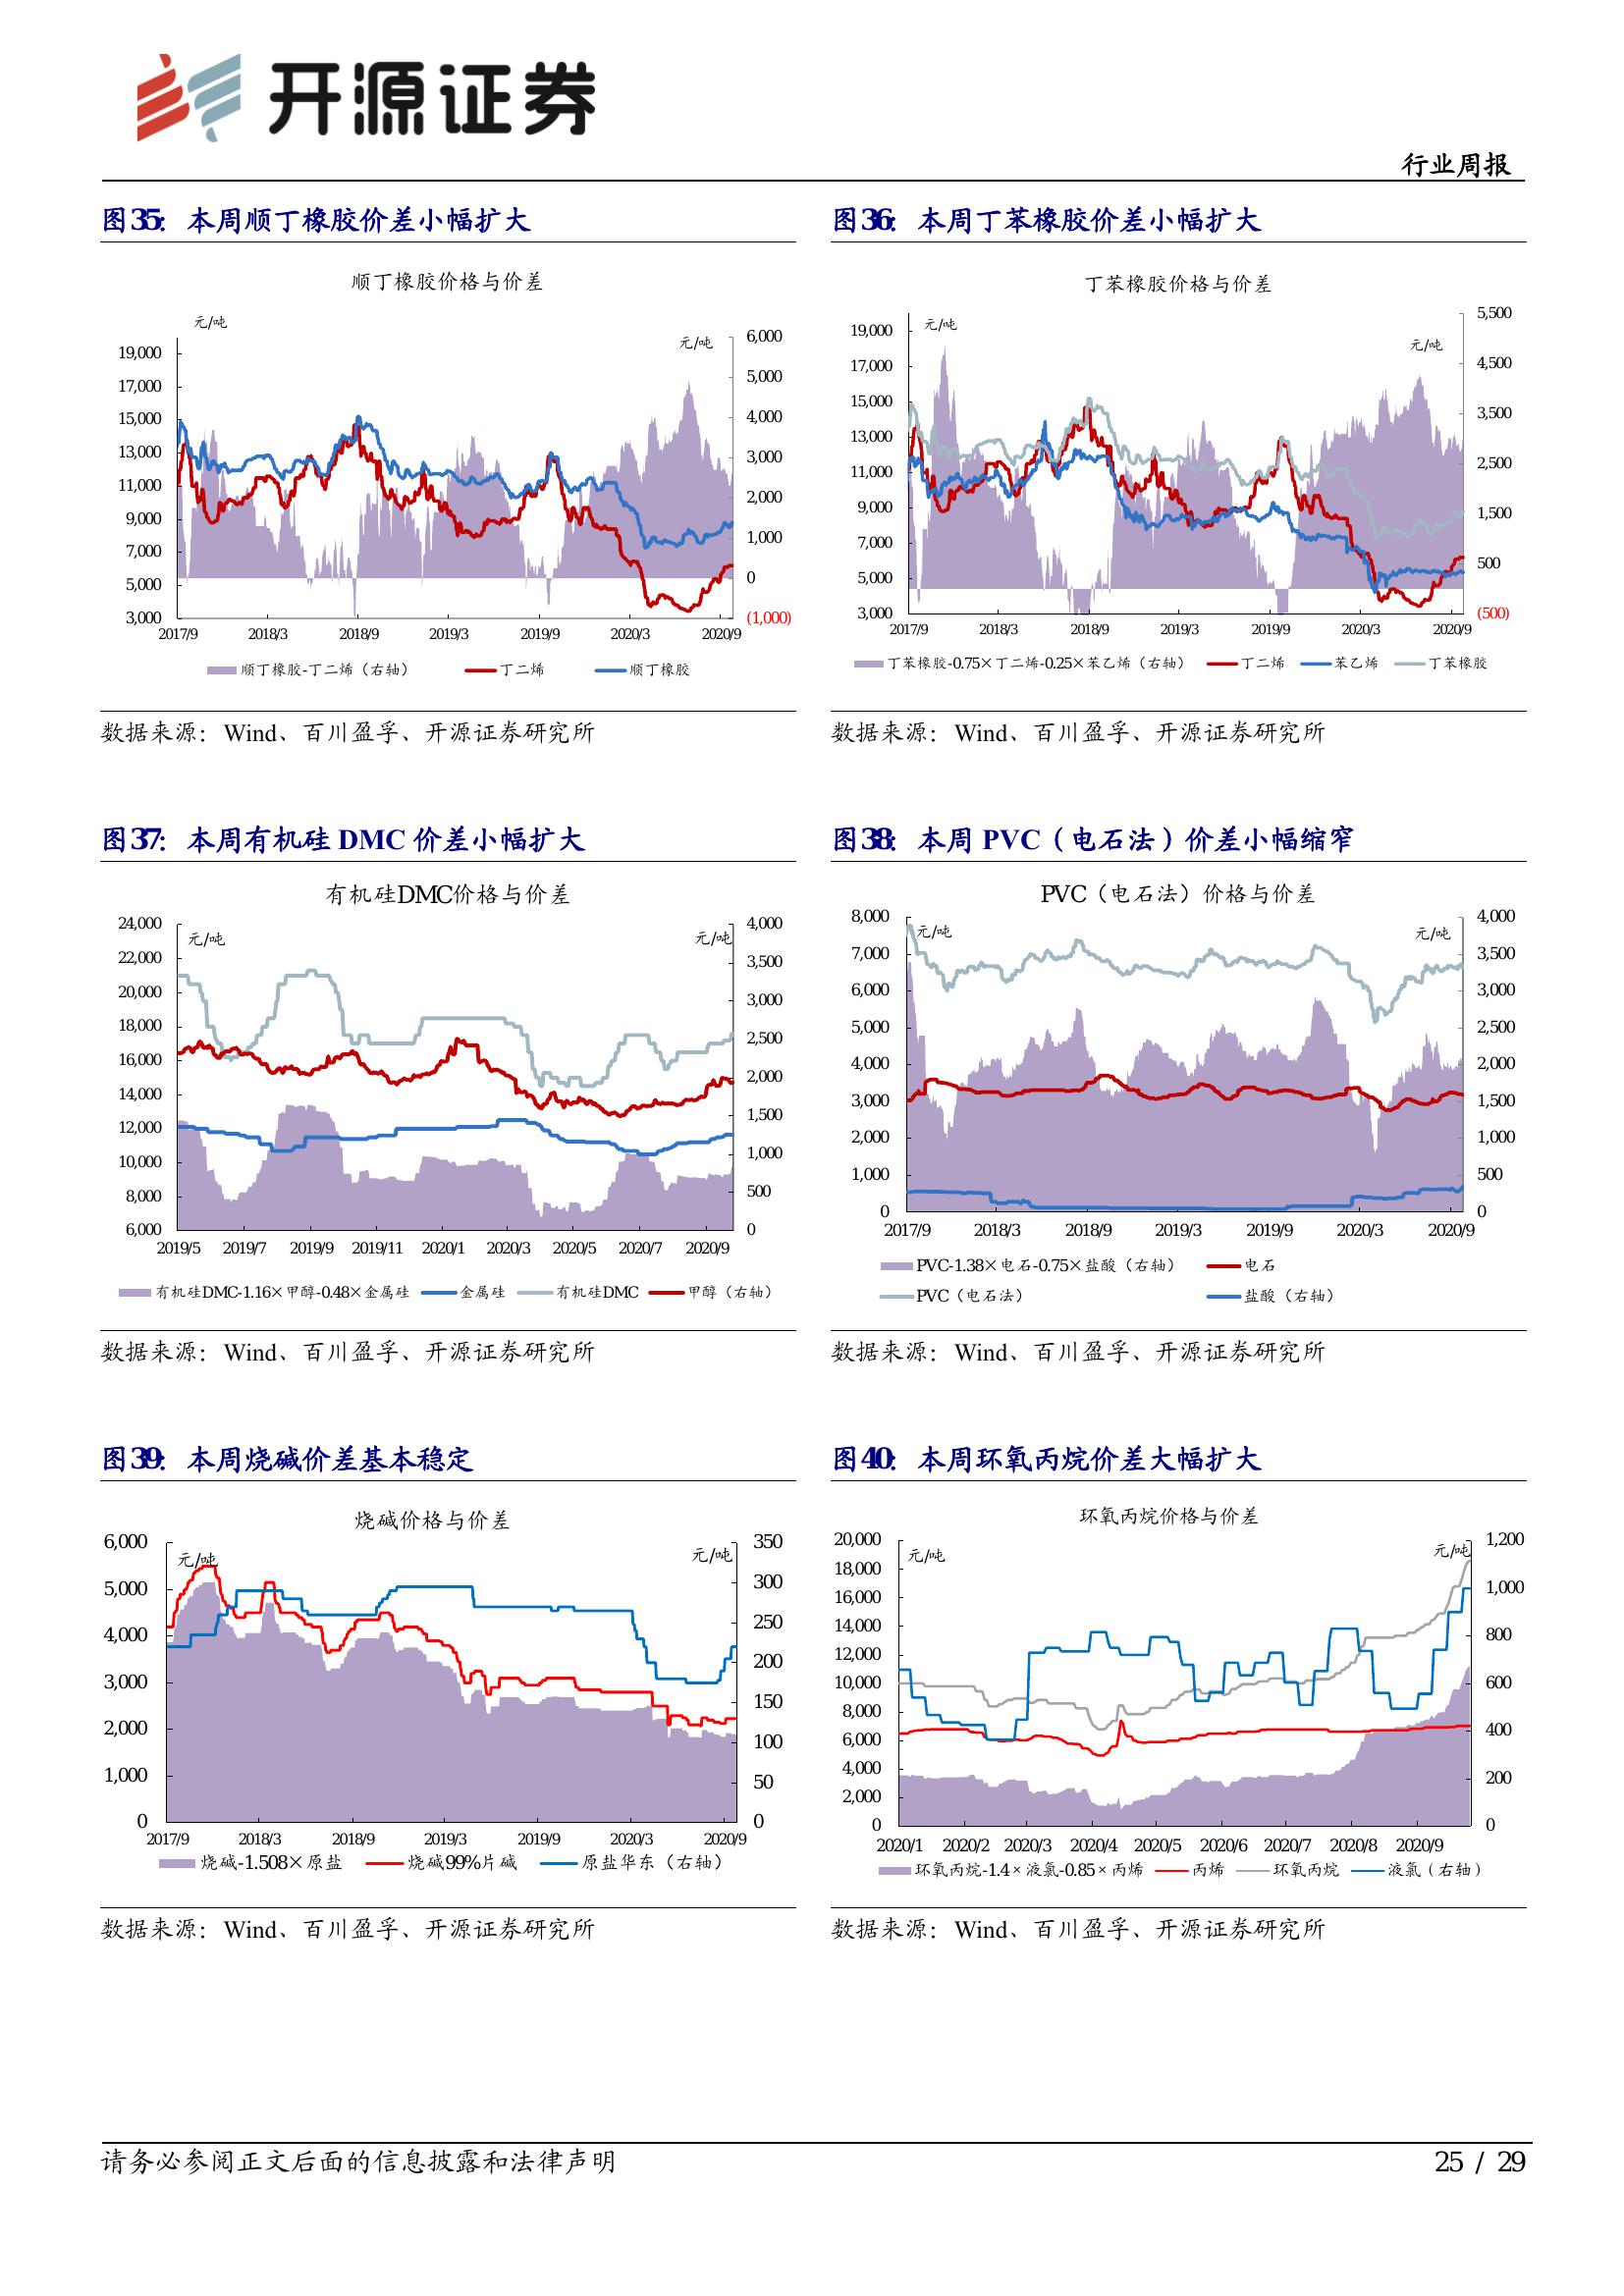 开源证券
行业周报
图35: 本周顺丁橡胶价差小幅扩大
顺丁橡胶价格与价差
元/吨
元/吨
19,000
17,000
15,000
13,000
11,000
9,000
7,000
5,000
3,000
6,000
5,000
4,000
3,000
2,000
1,000
0
(1,000)
2017/9 2018/3 2018/9 2019/3 2019/9 2020/3 2020/9
顺丁橡胶-丁二烯（右轴） 丁二烯 顺丁橡胶
数据来源：Wind、百川盈孚、开源证券研究所
图36: 本周丁苯橡胶价差小幅扩大
丁苯橡胶价格与价差
元/吨
元/吨
19,000
17,000
15,000
13,000
11,000
9,000
7,000
5,000
3,000
5,500
4,500
3,500
2,500
1,500
500
(500)
2017/9 2018/3 2018/9 2019/3 2019/9 2020/3 2020/9
丁苯橡胶-0.75×丁二烯-0.25×苯乙烯（右轴） 丁二烯 苯乙烯 丁苯橡胶
数据来源：Wind、百川盈孚、开源证券研究所
图37: 本周有机硅 DMC 价差小幅扩大
有机硅DMC价格与价差
元/吨
元/吨
24,000
22,000
20,000
18,000
16,000
14,000
12,000
10,000
8,000
6,000
4,000
3,500
3,000
2,500
2,000
1,500
1,000
500
0
2019/5 2019/7 2019/9 2019/11 2020/1 2020/3 2020/5 2020/7 2020/9
有机硅DMC-1.16×甲醇-0.48×金属硅 金属硅 有机硅DMC 甲醇（右轴）
数据来源：Wind、百川盈孚、开源证券研究所
图38: 本周 PVC（电石法）价差小幅缩窄
PVC（电石法）价格与价差
元/吨
元/吨
8,000
7,000
6,000
5,000
4,000
3,000
2,000
1,000
0
4,000
3,500
3,000
2,500
2,000
1,500
1,000
500
0
2017/9 2018/3 2018/9 2019/3 2019/9 2020/3 2020/9
PVC-1.38×电石-0.75×盐酸（右轴） 电石
PVC（电石法） 盐酸（右轴）
数据来源：Wind、百川盈孚、开源证券研究所
图39: 本周烧碱价差基本稳定
烧碱价格与价差
元/吨
元/吨
6,000
5,000
4,000
3,000
2,000
1,000
0
350
300
250
200
150
100
50
0
2017/9 2018/3 2018/9 2019/3 2019/9 2020/3 2020/9
烧碱-1.508×原盐 烧碱99%片碱 原盐华东（右轴）
数据来源：Wind、百川盈孚、开源证券研究所
图40: 本周环氧丙烷价差大幅扩大
环氧丙烷价格与价差
元/吨
元/吨
20,000
18,000
16,000
14,000
12,000
10,000
8,000
6,000
4,000
2,000
0
1,200
1,000
800
600
400
200
0
2020/1 2020/2 2020/3 2020/4 2020/5 2020/6 2020/7 2020/8 2020/9
环氧丙烷-1.4×液氯-0.85×丙烯 丙烯 环氧丙烷 液氯（右轴）
数据来源：Wind、百川盈孚、开源证券研究所
请务必参阅正文后面的信息披露和法律声明
25 / 29